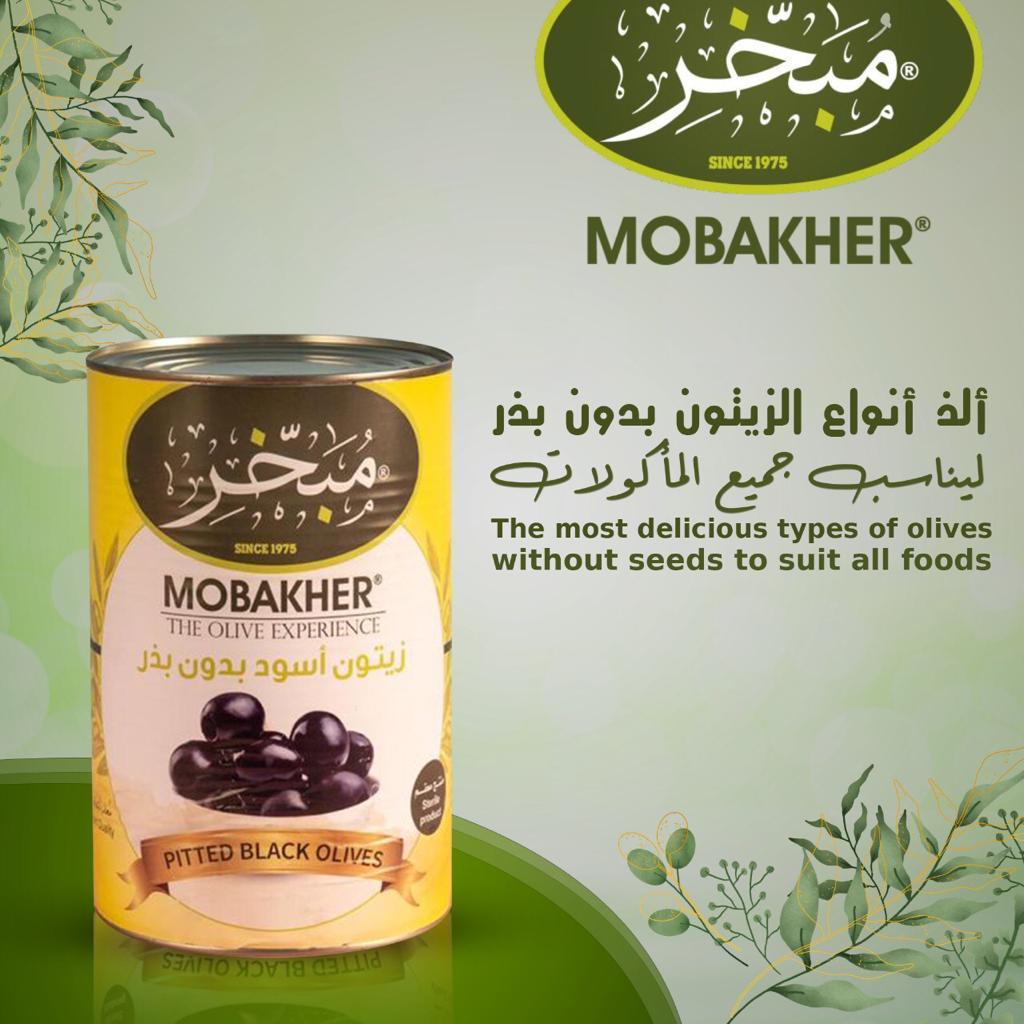 مُبَخّر®
SINCE 1975
MOBAKHER®
ألذ أنواع الزيتون بدون بذر
ليناسب جميع المأكولات
The most delicious types of olives
without seeds to suit all foods
مُبَخّر®
SINCE 1975
MOBAKHER®
THE OLIVE EXPERIENCE
زيتون أسود بدون بذر
منتج معقم
Sterile
product
PITTED BLACK OLIVES